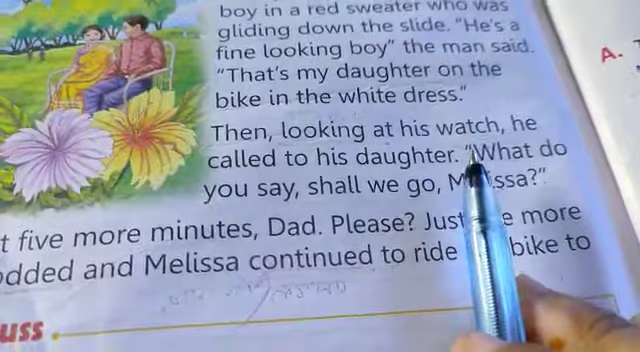 boy in a red sweater who was
gliding down the slide. "He's a
fine looking boy" the man said.
"That's my daughter on the
bike in the white dress."
Then, looking at his watch, he
called to his daughter. "What do
you say, shall we go, M ssa?"
t five more minutes, Dad. Please? Just e more
odded and Melissa continued to ride bike to
uss
A.